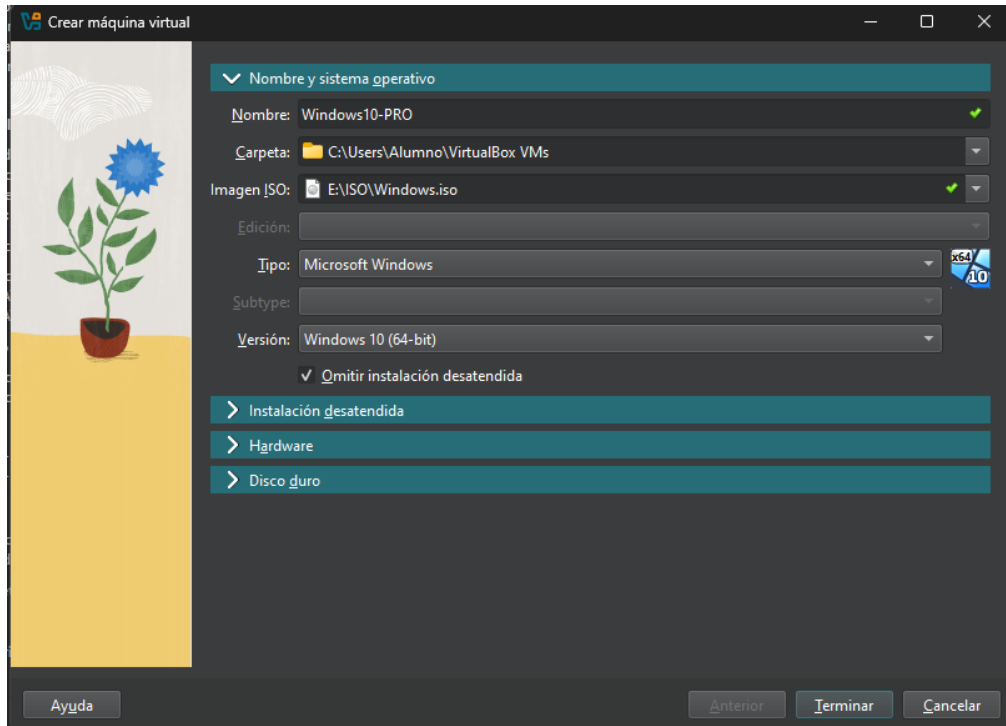 Crear máquina virtual
Nombre y sistema operativo
Nombre: Windows10-PRO
Carpeta: C:\Users\Alumno\VirtualBox VMs
Imagen ISO: E:\ISO\Windows.iso
Edición:
Tipo: Microsoft Windows
x64
10
Subtype:
Versión: Windows 10 (64-bit)
Omitir instalación desatendida
Instalación desatendida
Hardware
Disco duro
Ayuda Anterior Terminar Cancelar